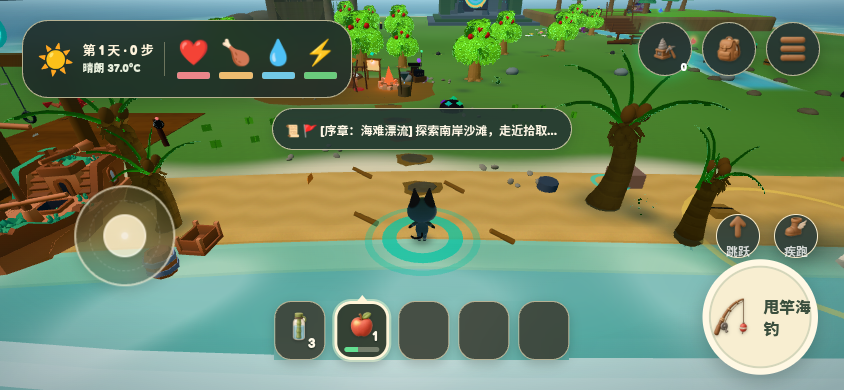 第 1 天 · 0 步
晴朗 37.0°C
0
[序章：海难漂流] 探索南岸沙滩，走近拾取...
跳跃
疾跑
甩竿海
钓
3
1